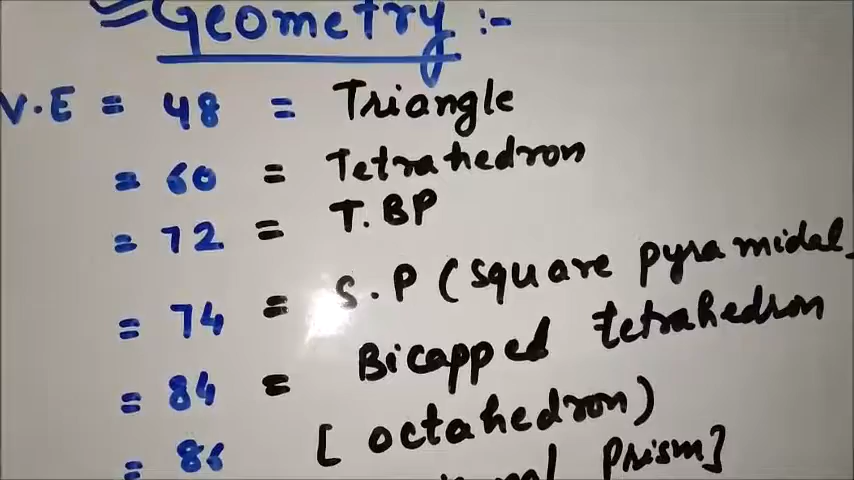 Geometry :-
V.E = 48 = Triangle
= 60 = Tetrahedron
= 72 = T.BP
= 74 = S.P (square pyramidal
= 84 = Bicapped tetrahedron
= 86 [octahedron)
prism]